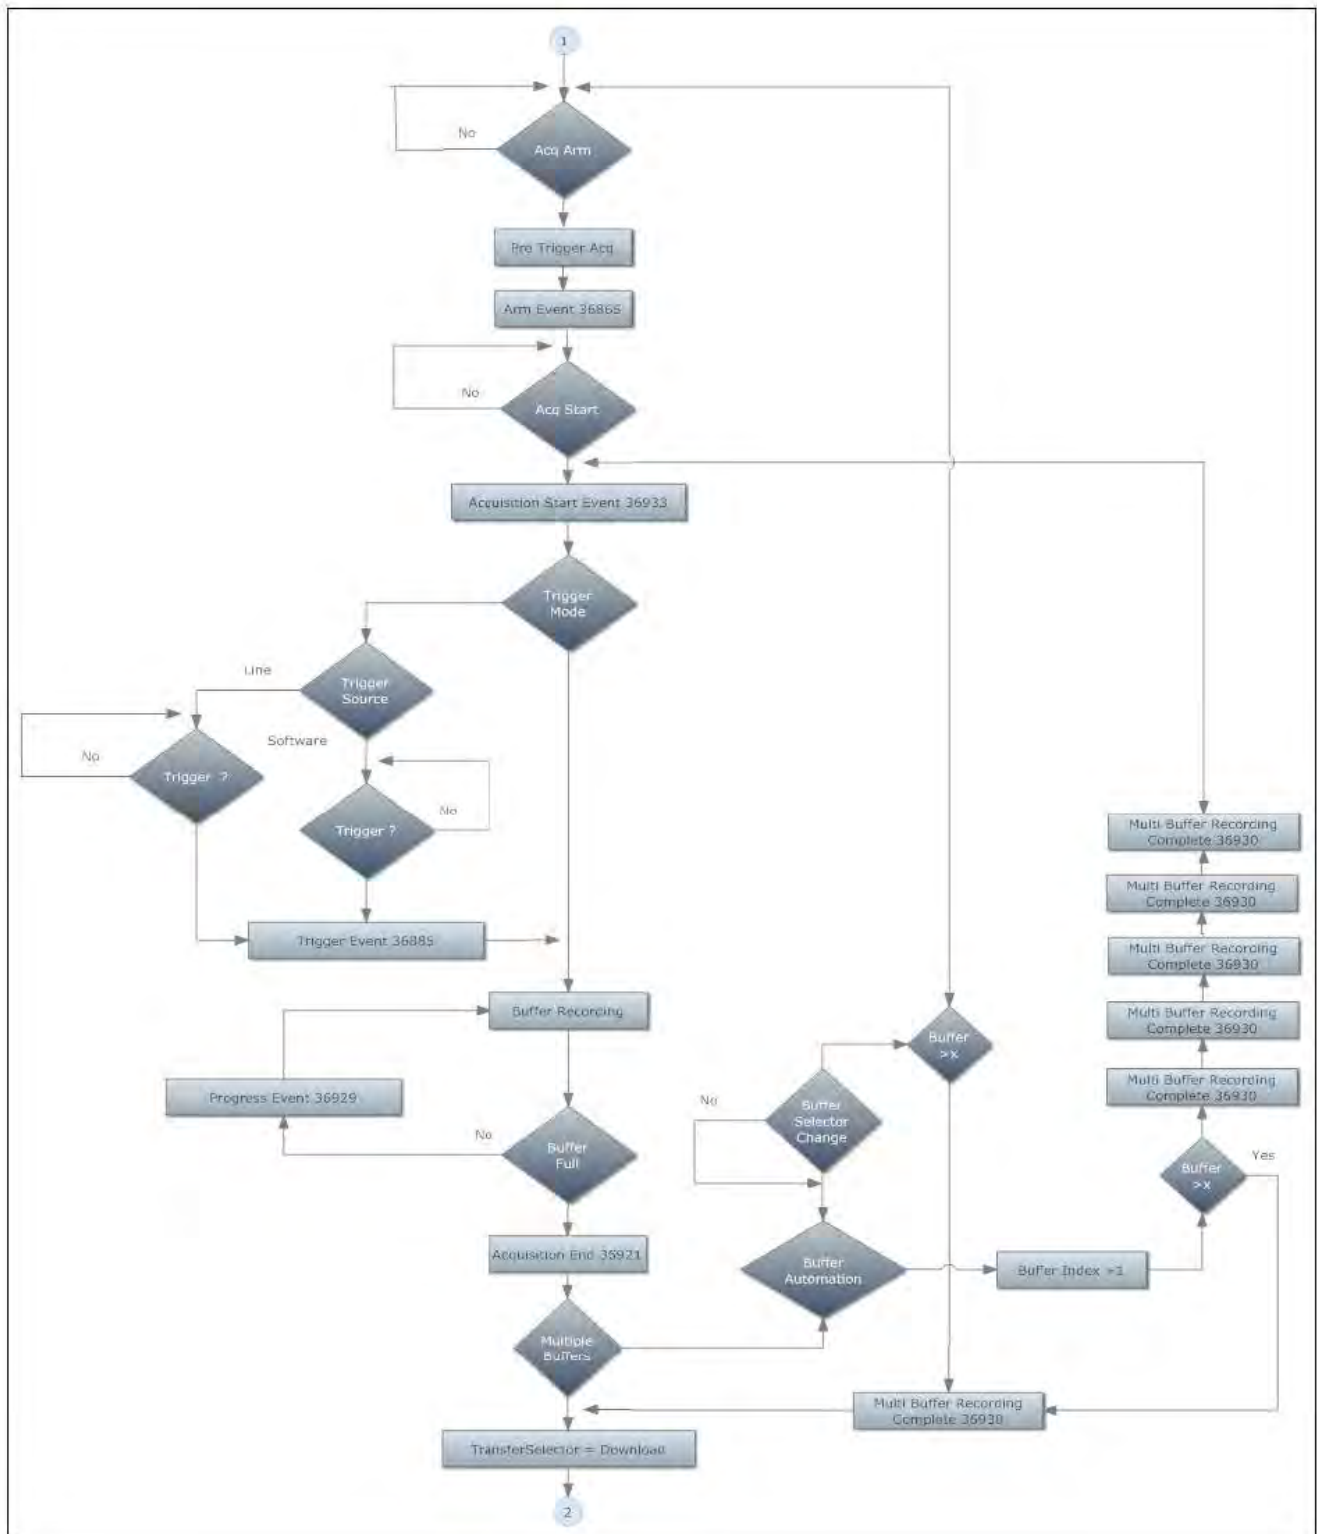 1
No
Acq Arm
Pre Trigger Acq
Arm Event 36865
No
Acq Start
Acquisition Start Event 36933
Trigger
Mode
Line
Trigger
Source
No
Trigger ?
Software
Trigger ?
No
Trigger Event 36885
Buffer Recording
Progress Event 36929
No
Buffer
Full
Acquisition End 36921
Multiple
Buffers
TransferSelector = Download
2
Buffer
>x
No
Buffer
Selector
Change
Buffer
Automation
Buffer Index +1
Multi Buffer Recording
Complete 36930
Multi Buffer Recording
Complete 36930
Multi Buffer Recording
Complete 36930
Multi Buffer Recording
Complete 36930
Multi Buffer Recording
Complete 36930
Buffer
>x
Yes
Multi Buffer Recording
Complete 36930